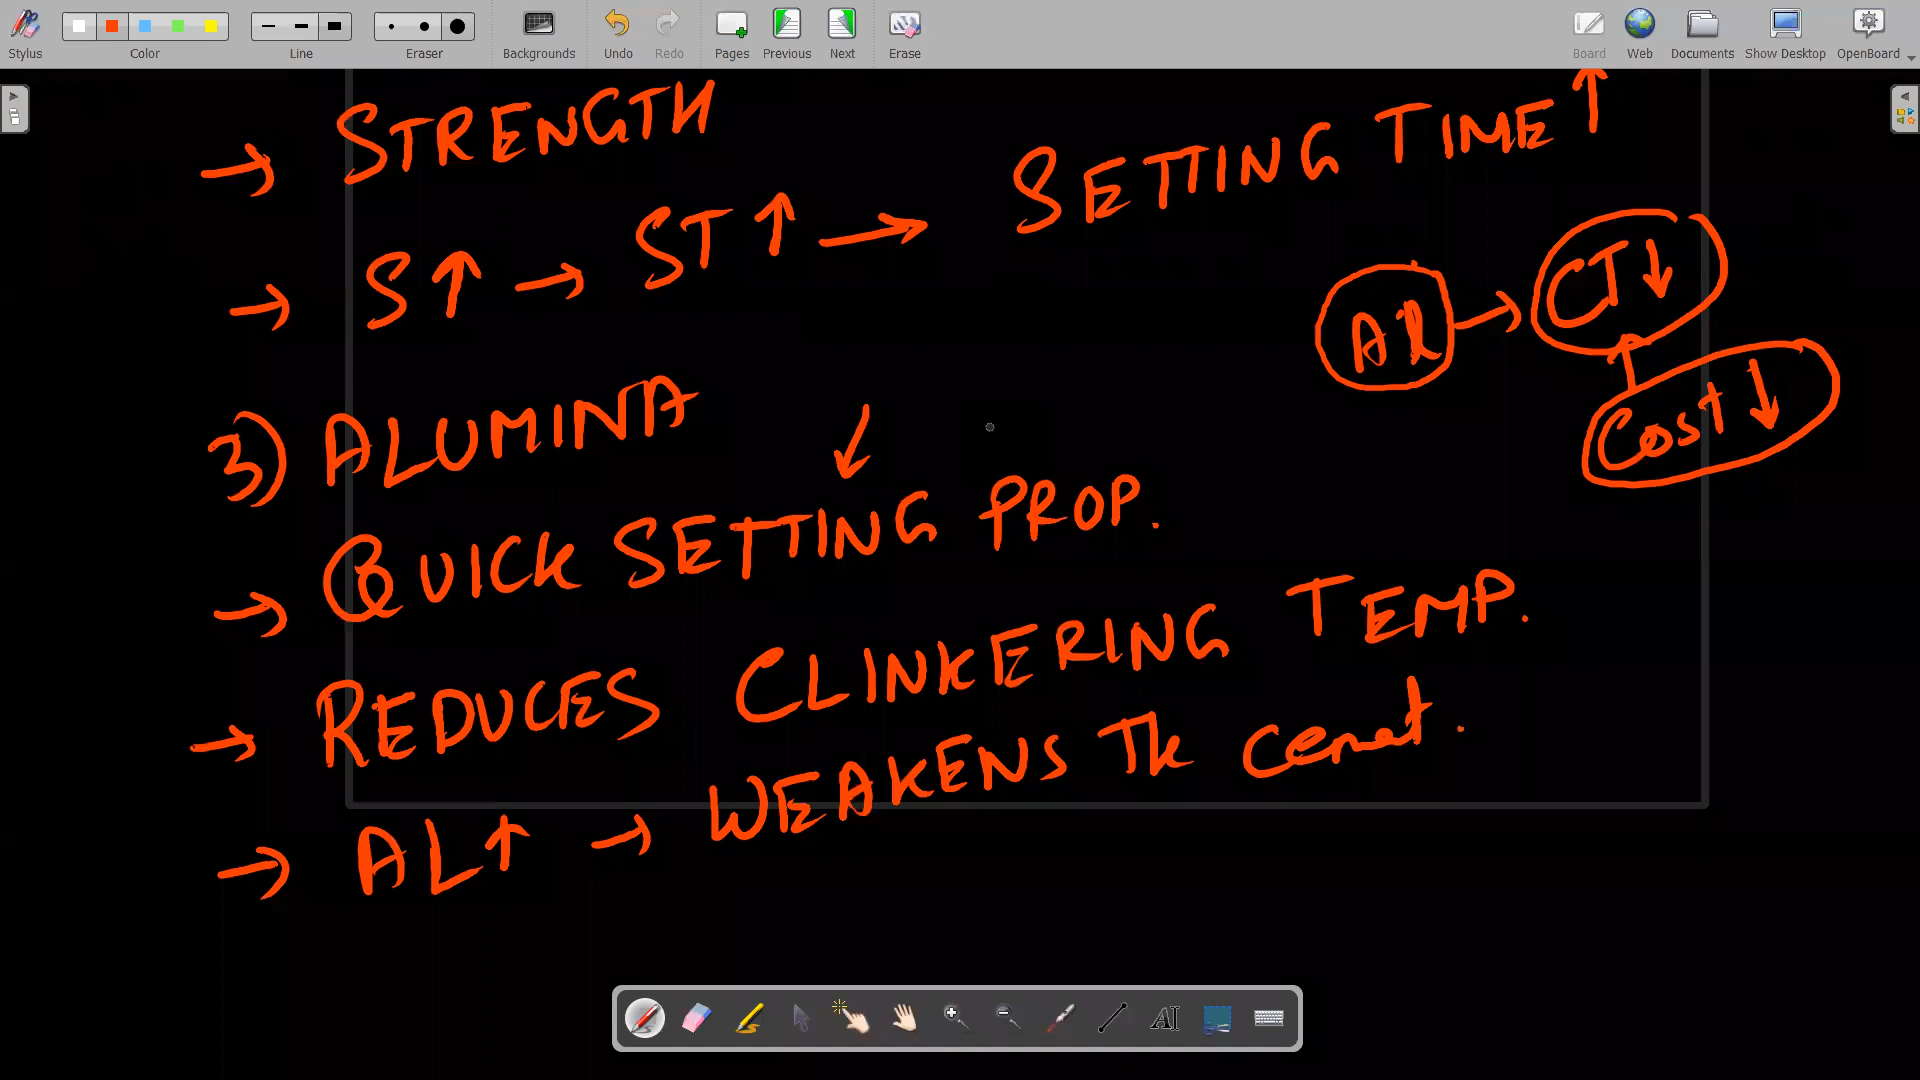 Stylus Color Line Eraser Backgrounds Undo Redo Pages Previous Next Erase Board Web Documents Show Desktop OpenBoard
→ STRENGTH
→ S↑ → ST↑ → SETTING TIME↑
Al → CT↓
Cost↓
3) ALUMINA
→ QUICK SETTING PROP.
→ REDUCES CLINKERING TEMP.
→ AL↑ → WEAKENS The cement.